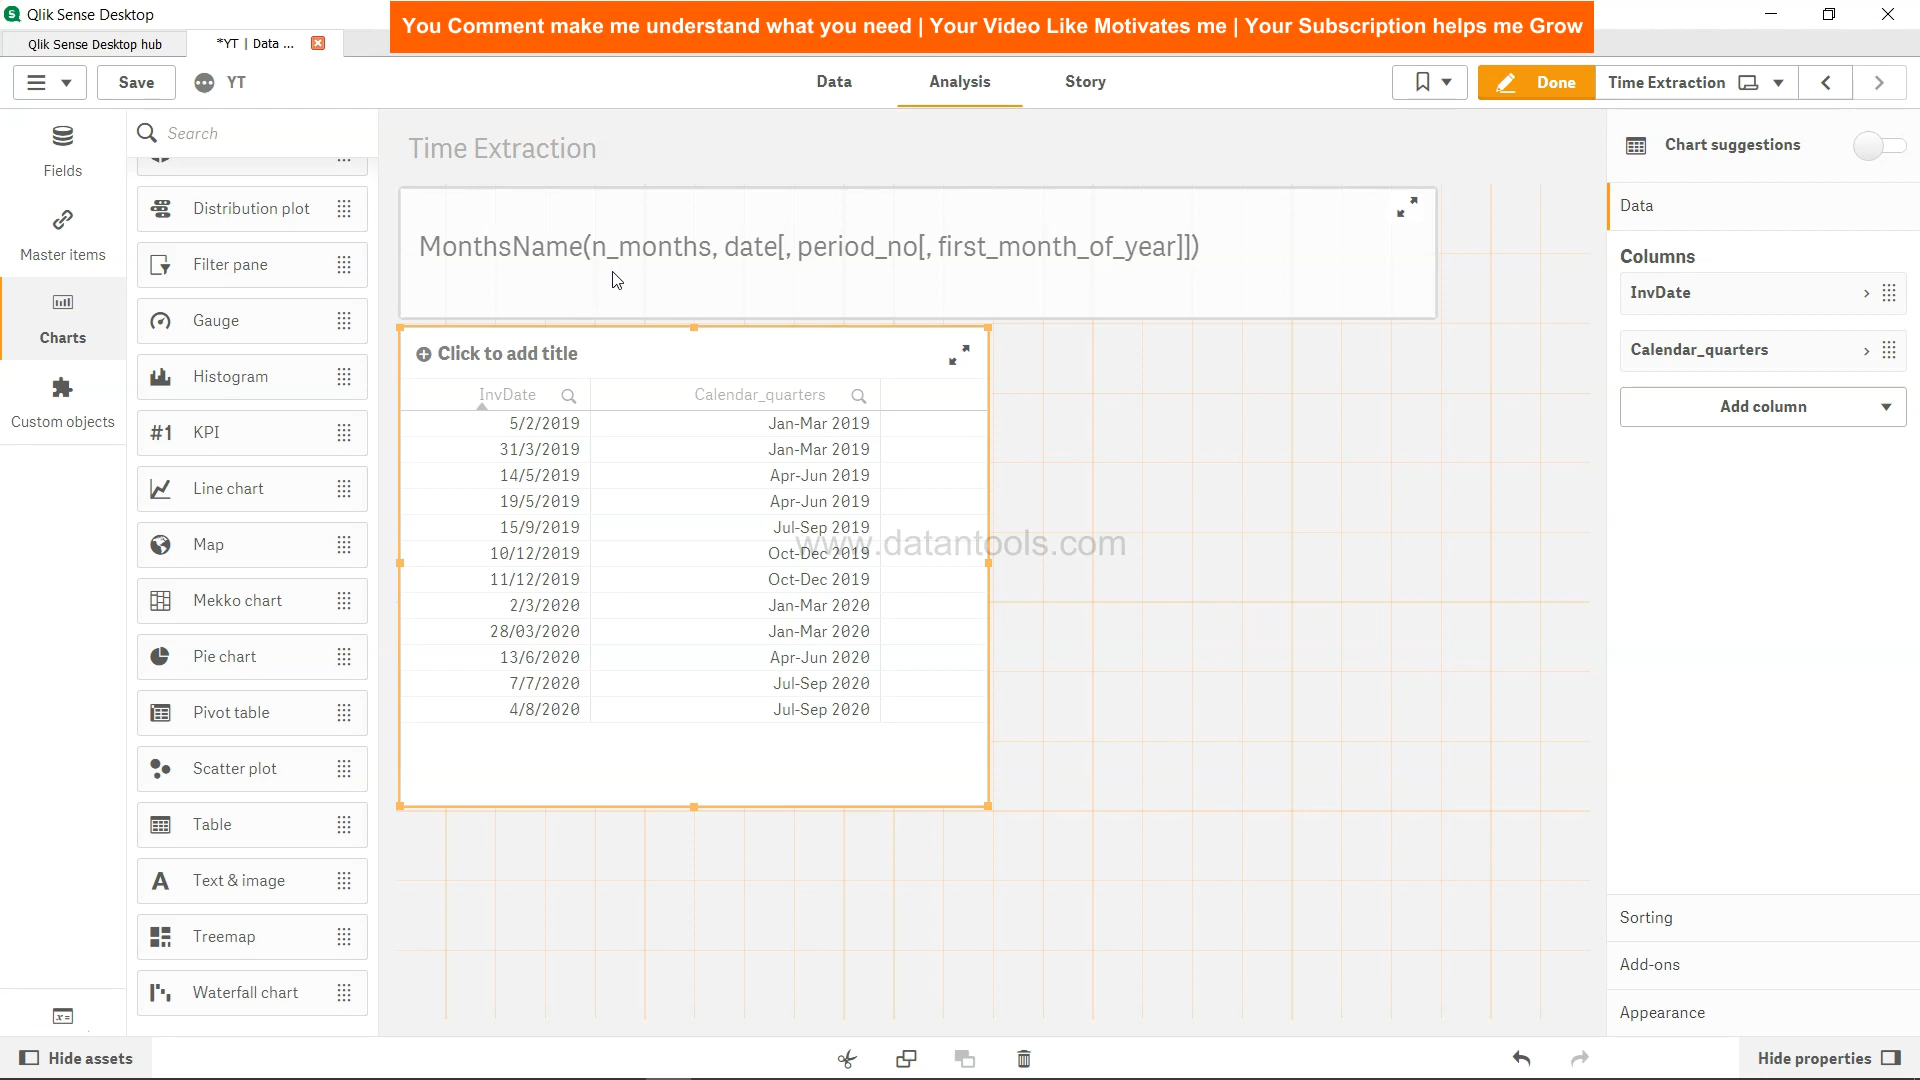 Qlik Sense Desktop
You Comment make me understand what you need | Your Video Like Motivates me | Your Subscription helps me Grow
Qlik Sense Desktop hub
*YT | Data ...
Save
YT
Data
Analysis
Story
Done
Time Extraction
Fields
Master items
Charts
Custom objects
Search
Distribution plot
Filter pane
Gauge
Histogram
#1 KPI
Line chart
Map
Mekko chart
Pie chart
Pivot table
Scatter plot
Table
A Text & image
Treemap
Waterfall chart
Time Extraction
MonthsName(n_months, date[, period_no[, first_month_of_year]])
Click to add title
InvDate Calendar_quarters
5/2/2019 Jan-Mar 2019
31/3/2019 Jan-Mar 2019
14/5/2019 Apr-Jun 2019
19/5/2019 Apr-Jun 2019
15/9/2019 Jul-Sep 2019
10/12/2019 Oct-Dec 2019
11/12/2019 Oct-Dec 2019
2/3/2020 Jan-Mar 2020
28/03/2020 Jan-Mar 2020
13/6/2020 Apr-Jun 2020
7/7/2020 Jul-Sep 2020
4/8/2020 Jul-Sep 2020
www.datantools.com
Chart suggestions
Data
Columns
InvDate
Calendar_quarters
Add column
Sorting
Add-ons
Appearance
Hide assets
Hide properties